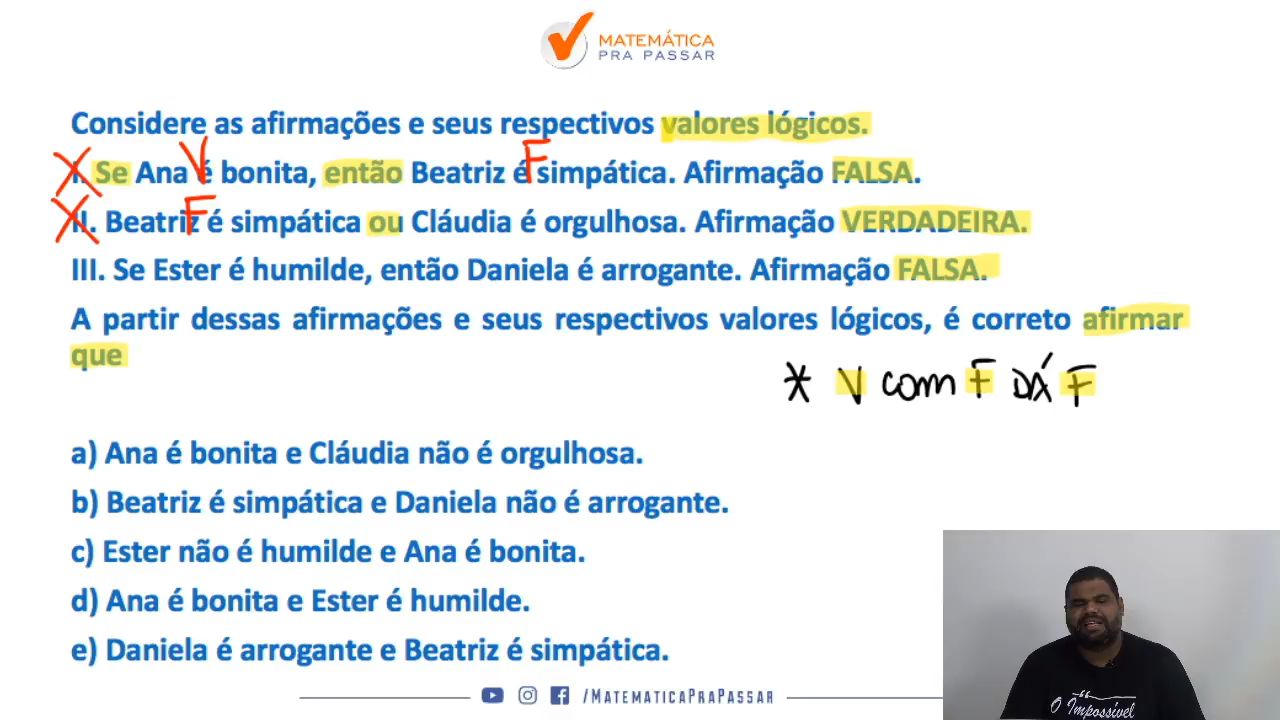 MATEMÁTICA
PRA PASSAR
Considere as afirmações e seus respectivos valores lógicos.
V F
I. Se Ana é bonita, então Beatriz é simpática. Afirmação FALSA.
F
II. Beatriz é simpática ou Cláudia é orgulhosa. Afirmação VERDADEIRA.
III. Se Ester é humilde, então Daniela é arrogante. Afirmação FALSA.
A partir dessas afirmações e seus respectivos valores lógicos, é correto afirmar
que
* V com F DÁ F
a) Ana é bonita e Cláudia não é orgulhosa.
b) Beatriz é simpática e Daniela não é arrogante.
c) Ester não é humilde e Ana é bonita.
d) Ana é bonita e Ester é humilde.
e) Daniela é arrogante e Beatriz é simpática.
“ O Impossível
/MATEMATICAPRAPASSAR